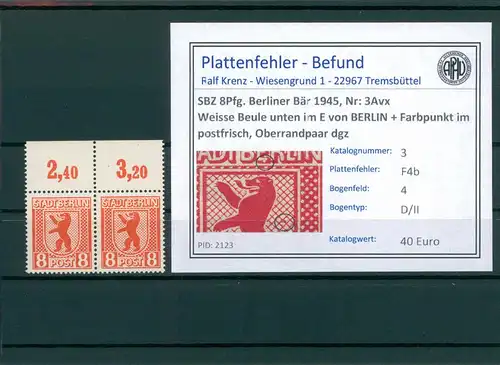 Plattenfehler - Befund
Ralf Krenz - Wiesengrund 1 - 22967 Tremsbüttel
SBZ 8Pfg. Berliner Bär 1945, Nr: 3Avx
Weisse Beule unten im E von BERLIN + Farbpunkt im
postfrisch, Oberrandpaar dgz
Katalognummer: 3
Plattenfehler: F4b
Bogenfeld: 4
Bogentyp: D/II
Katalogwert: 40 Euro
STADT BERLIN
PID: 2123
2,40 3,20
STADT BERLIN STADT BERLIN
8 POST 8 8 POST 8